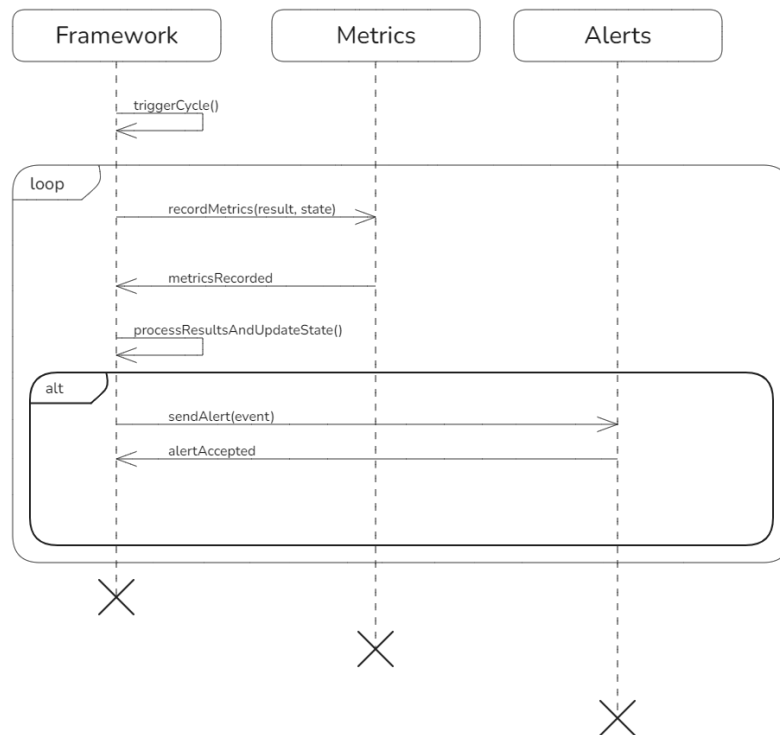 Framework
Metrics
Alerts
triggerCycle()
loop
recordMetrics(result, state)
metricsRecorded
processResultsAndUpdateState()
alt
sendAlert(event)
alertAccepted